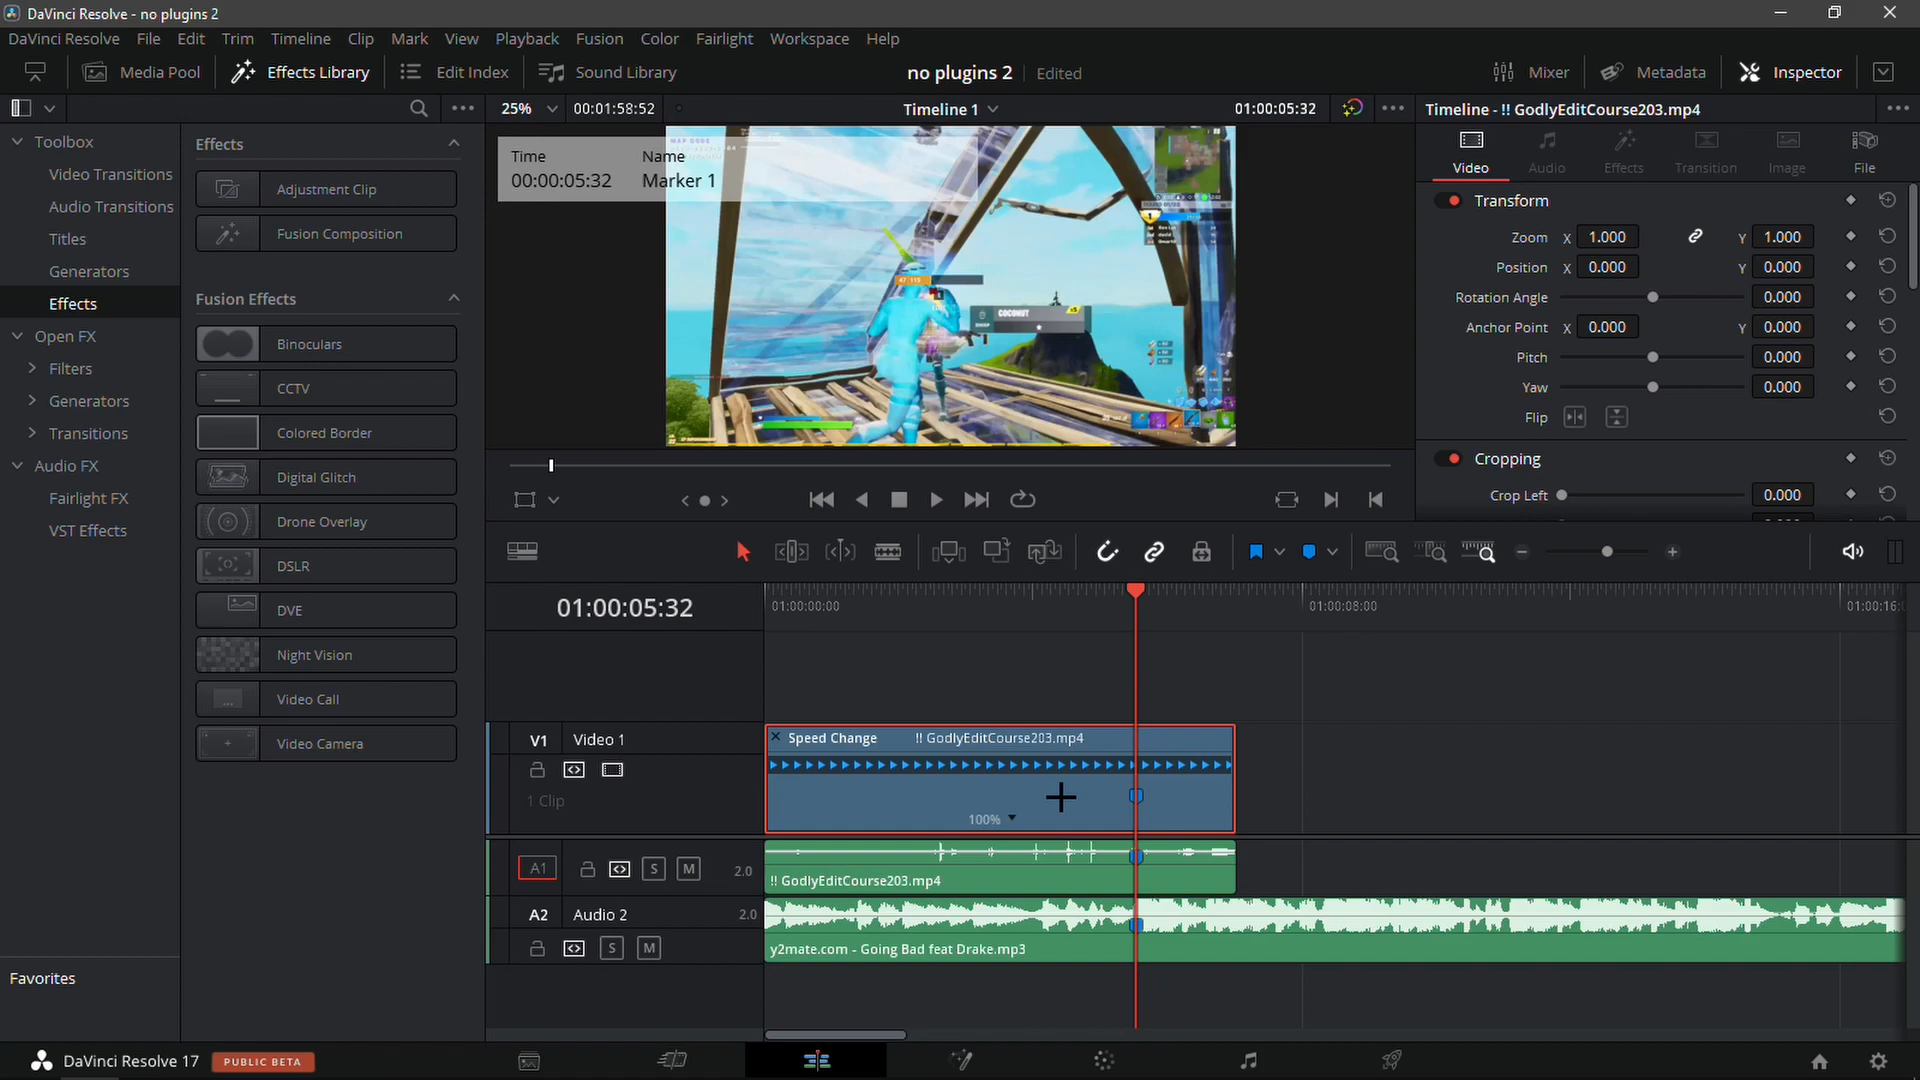 DaVinci Resolve - no plugins 2
DaVinci Resolve File Edit Trim Timeline Clip Mark View Playback Fusion Color Fairlight Workspace Help
Media Pool Effects Library Edit Index Sound Library no plugins 2 Edited Mixer Metadata Inspector
25% 00:01:58:52 Timeline 1 01:00:05:32 Timeline - !! GodlyEditCourse203.mp4
Toolbox
Video Transitions
Audio Transitions
Titles
Generators
Effects
Open FX
Filters
Generators
Transitions
Audio FX
Fairlight FX
VST Effects
Favorites
Effects
Adjustment Clip
Fusion Composition
Fusion Effects
Binoculars
CCTV
Colored Border
Digital Glitch
Drone Overlay
DSLR
DVE
Night Vision
Video Call
Video Camera
MAP CODE
Time Name
00:00:05:32 Marker 1
COCONUT x5
Video Audio Effects Transition Image File
Transform
Zoom X 1.000 Y 1.000
Position X 0.000 Y 0.000
Rotation Angle 0.000
Anchor Point X 0.000 Y 0.000
Pitch 0.000
Yaw 0.000
Flip
Cropping
Crop Left 0.000
01:00:05:32 01:00:00:00 01:00:08:00 01:00:16:
V1 Video 1
1 Clip
Speed Change !! GodlyEditCourse203.mp4
100%
A1 S M 2.0
!! GodlyEditCourse203.mp4
A2 Audio 2 2.0
S M
y2mate.com - Going Bad feat Drake.mp3
DaVinci Resolve 17 PUBLIC BETA